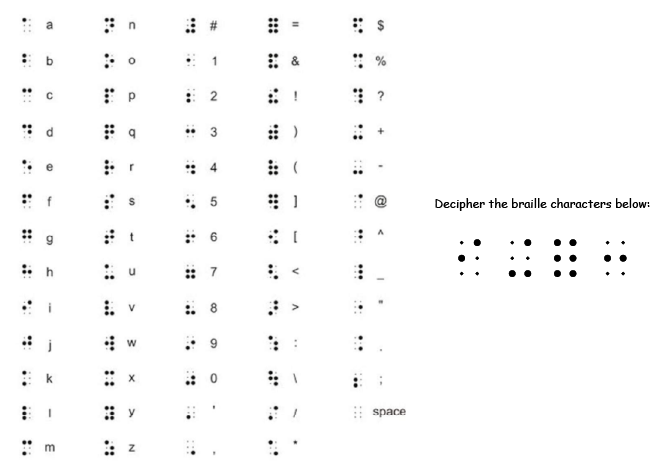 ⠁ a ⠝ n ⠼ # ⠿ = ⠫ $
⠃ b ⠕ o ⠂ 1 ⠯ & ⠩ %
⠉ c ⠏ p ⠆ 2 ⠮ ! ⠹ ?
⠙ d ⠟ q ⠒ 3 ⠾ ) ⠬ +
⠑ e ⠗ r ⠲ 4 ⠷ ( ⠤ -
⠋ f ⠎ s ⠢ 5 ⠻ ] ⠈ @
⠛ g ⠞ t ⠖ 6 ⠪ [ ⠘ ^
⠓ h ⠥ u ⠶ 7 ⠣ < ⠸ _
⠊ i ⠧ v ⠦ 8 ⠜ > ⠐ "
⠚ j ⠺ w ⠔ 9 ⠱ : ⠨ .
⠅ k ⠭ x ⠴ 0 ⠳ \ ⠰ ;
⠇ l ⠽ y ⠄ ' ⠌ / ⠀ space
⠍ m ⠵ z ⠠ , ⠡ *
Decipher the braille characters below:
⠊⠬⠿⠒